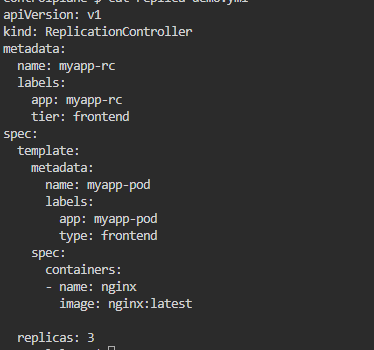 controlplane $ cat replica-demo.yml
apiVersion: v1
kind: ReplicationController
metadata:
  name: myapp-rc
  labels:
    app: myapp-rc
    tier: frontend
spec:
  template:
    metadata:
      name: myapp-pod
      labels:
        app: myapp-pod
        type: frontend
    spec:
      containers:
      - name: nginx
        image: nginx:latest

  replicas: 3